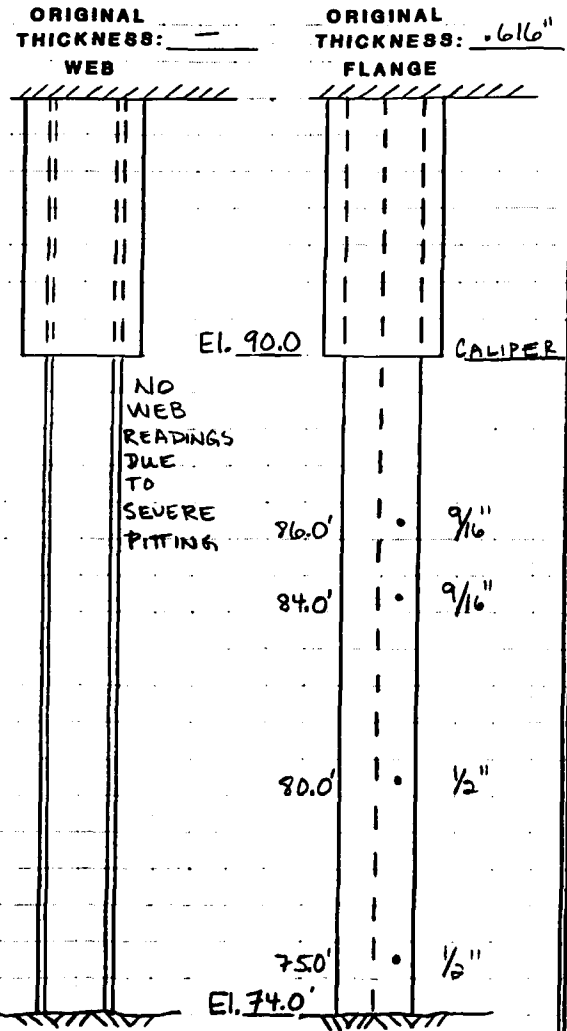 ORIGINAL
THICKNESS: —
WEB
ORIGINAL
THICKNESS: .616"
FLANGE
El. 90.0
CALIPER
NO
WEB
READINGS
DUE
TO
SEVERE
PITTING
86.0' 9/16"
84.0' 9/16"
80.0' 1/2"
75.0' 1/2"
El. 74.0'